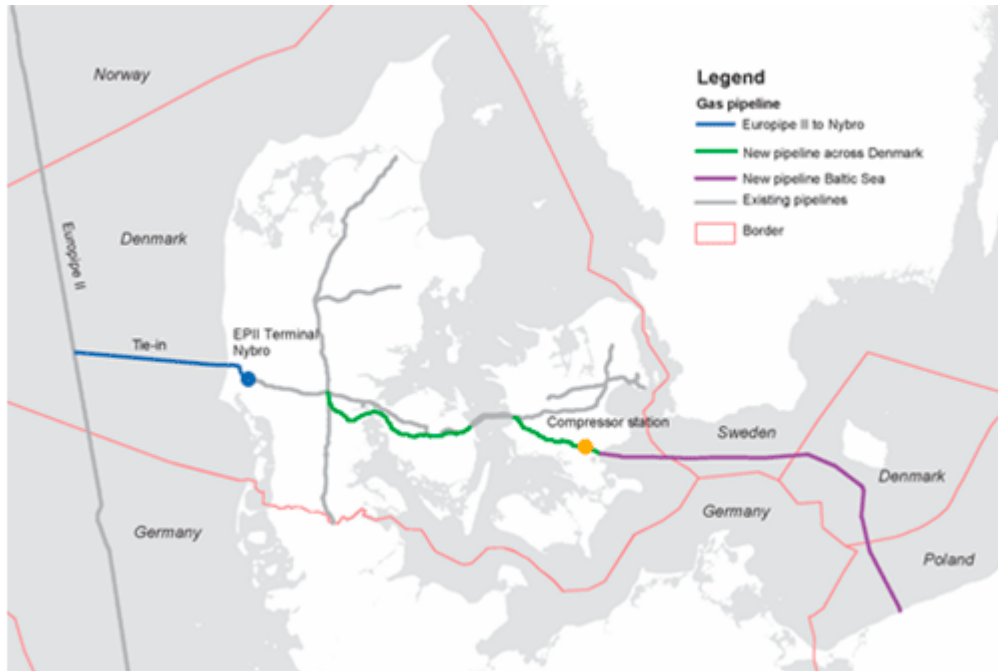 Norway
Legend
Gas pipeline
Europipe II to Nybro
New pipeline across Denmark
New pipeline Baltic Sea
Existing pipelines
Border
Europipe II
Denmark
Tie-in
EPII Terminal
Nybro
Compressor station
Sweden
Denmark
Germany
Germany
Poland